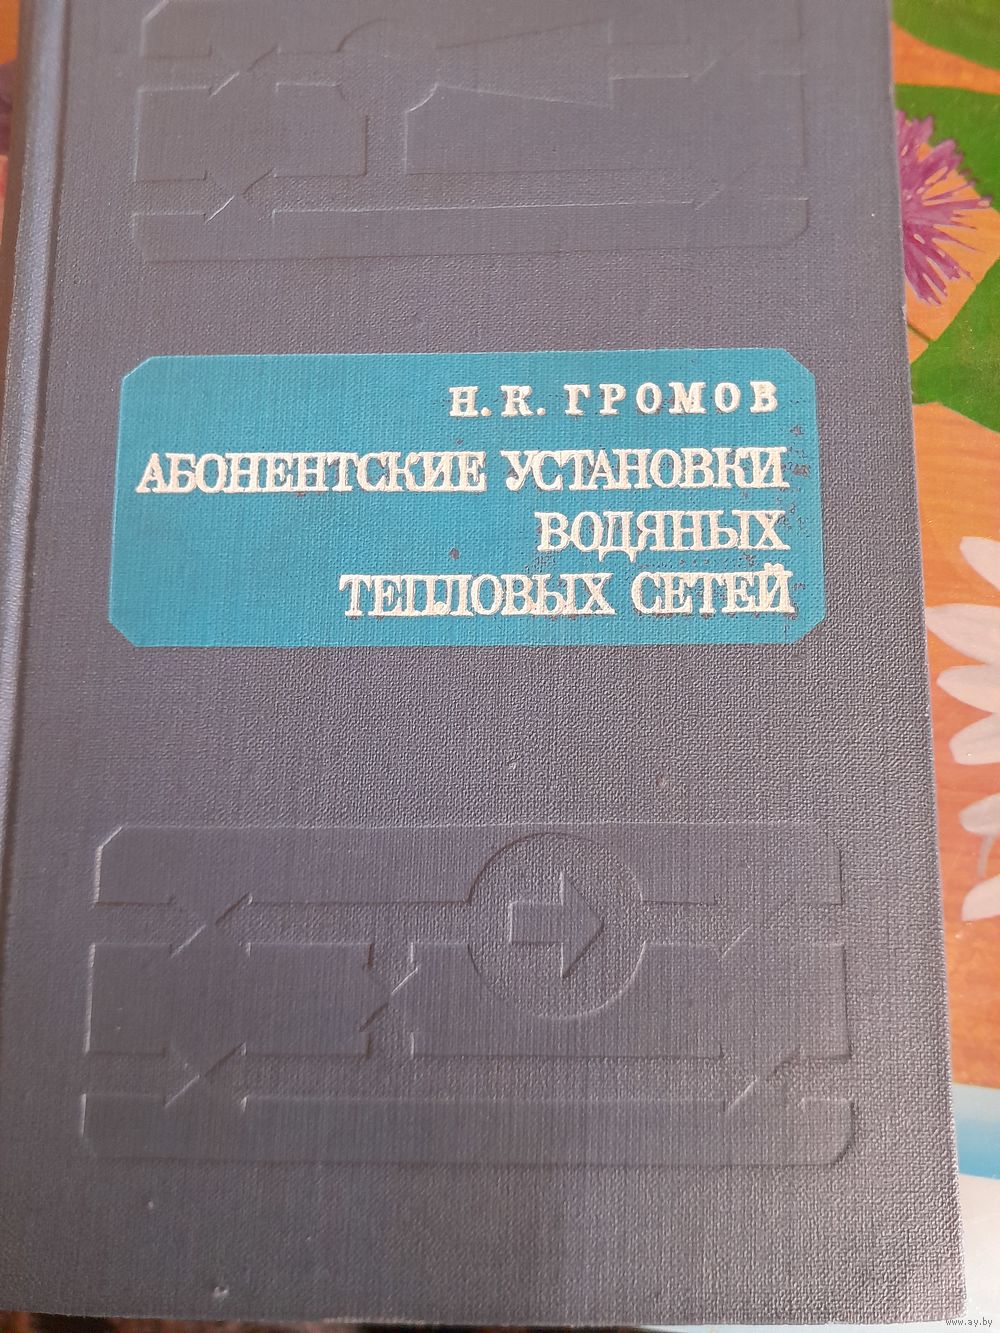 Н. К. ГРОМОВ
АБОНЕНТСКИЕ УСТАНОВКИ
ВОДЯНЫХ
ТЕПЛОВЫХ СЕТЕЙ
www.ay.by